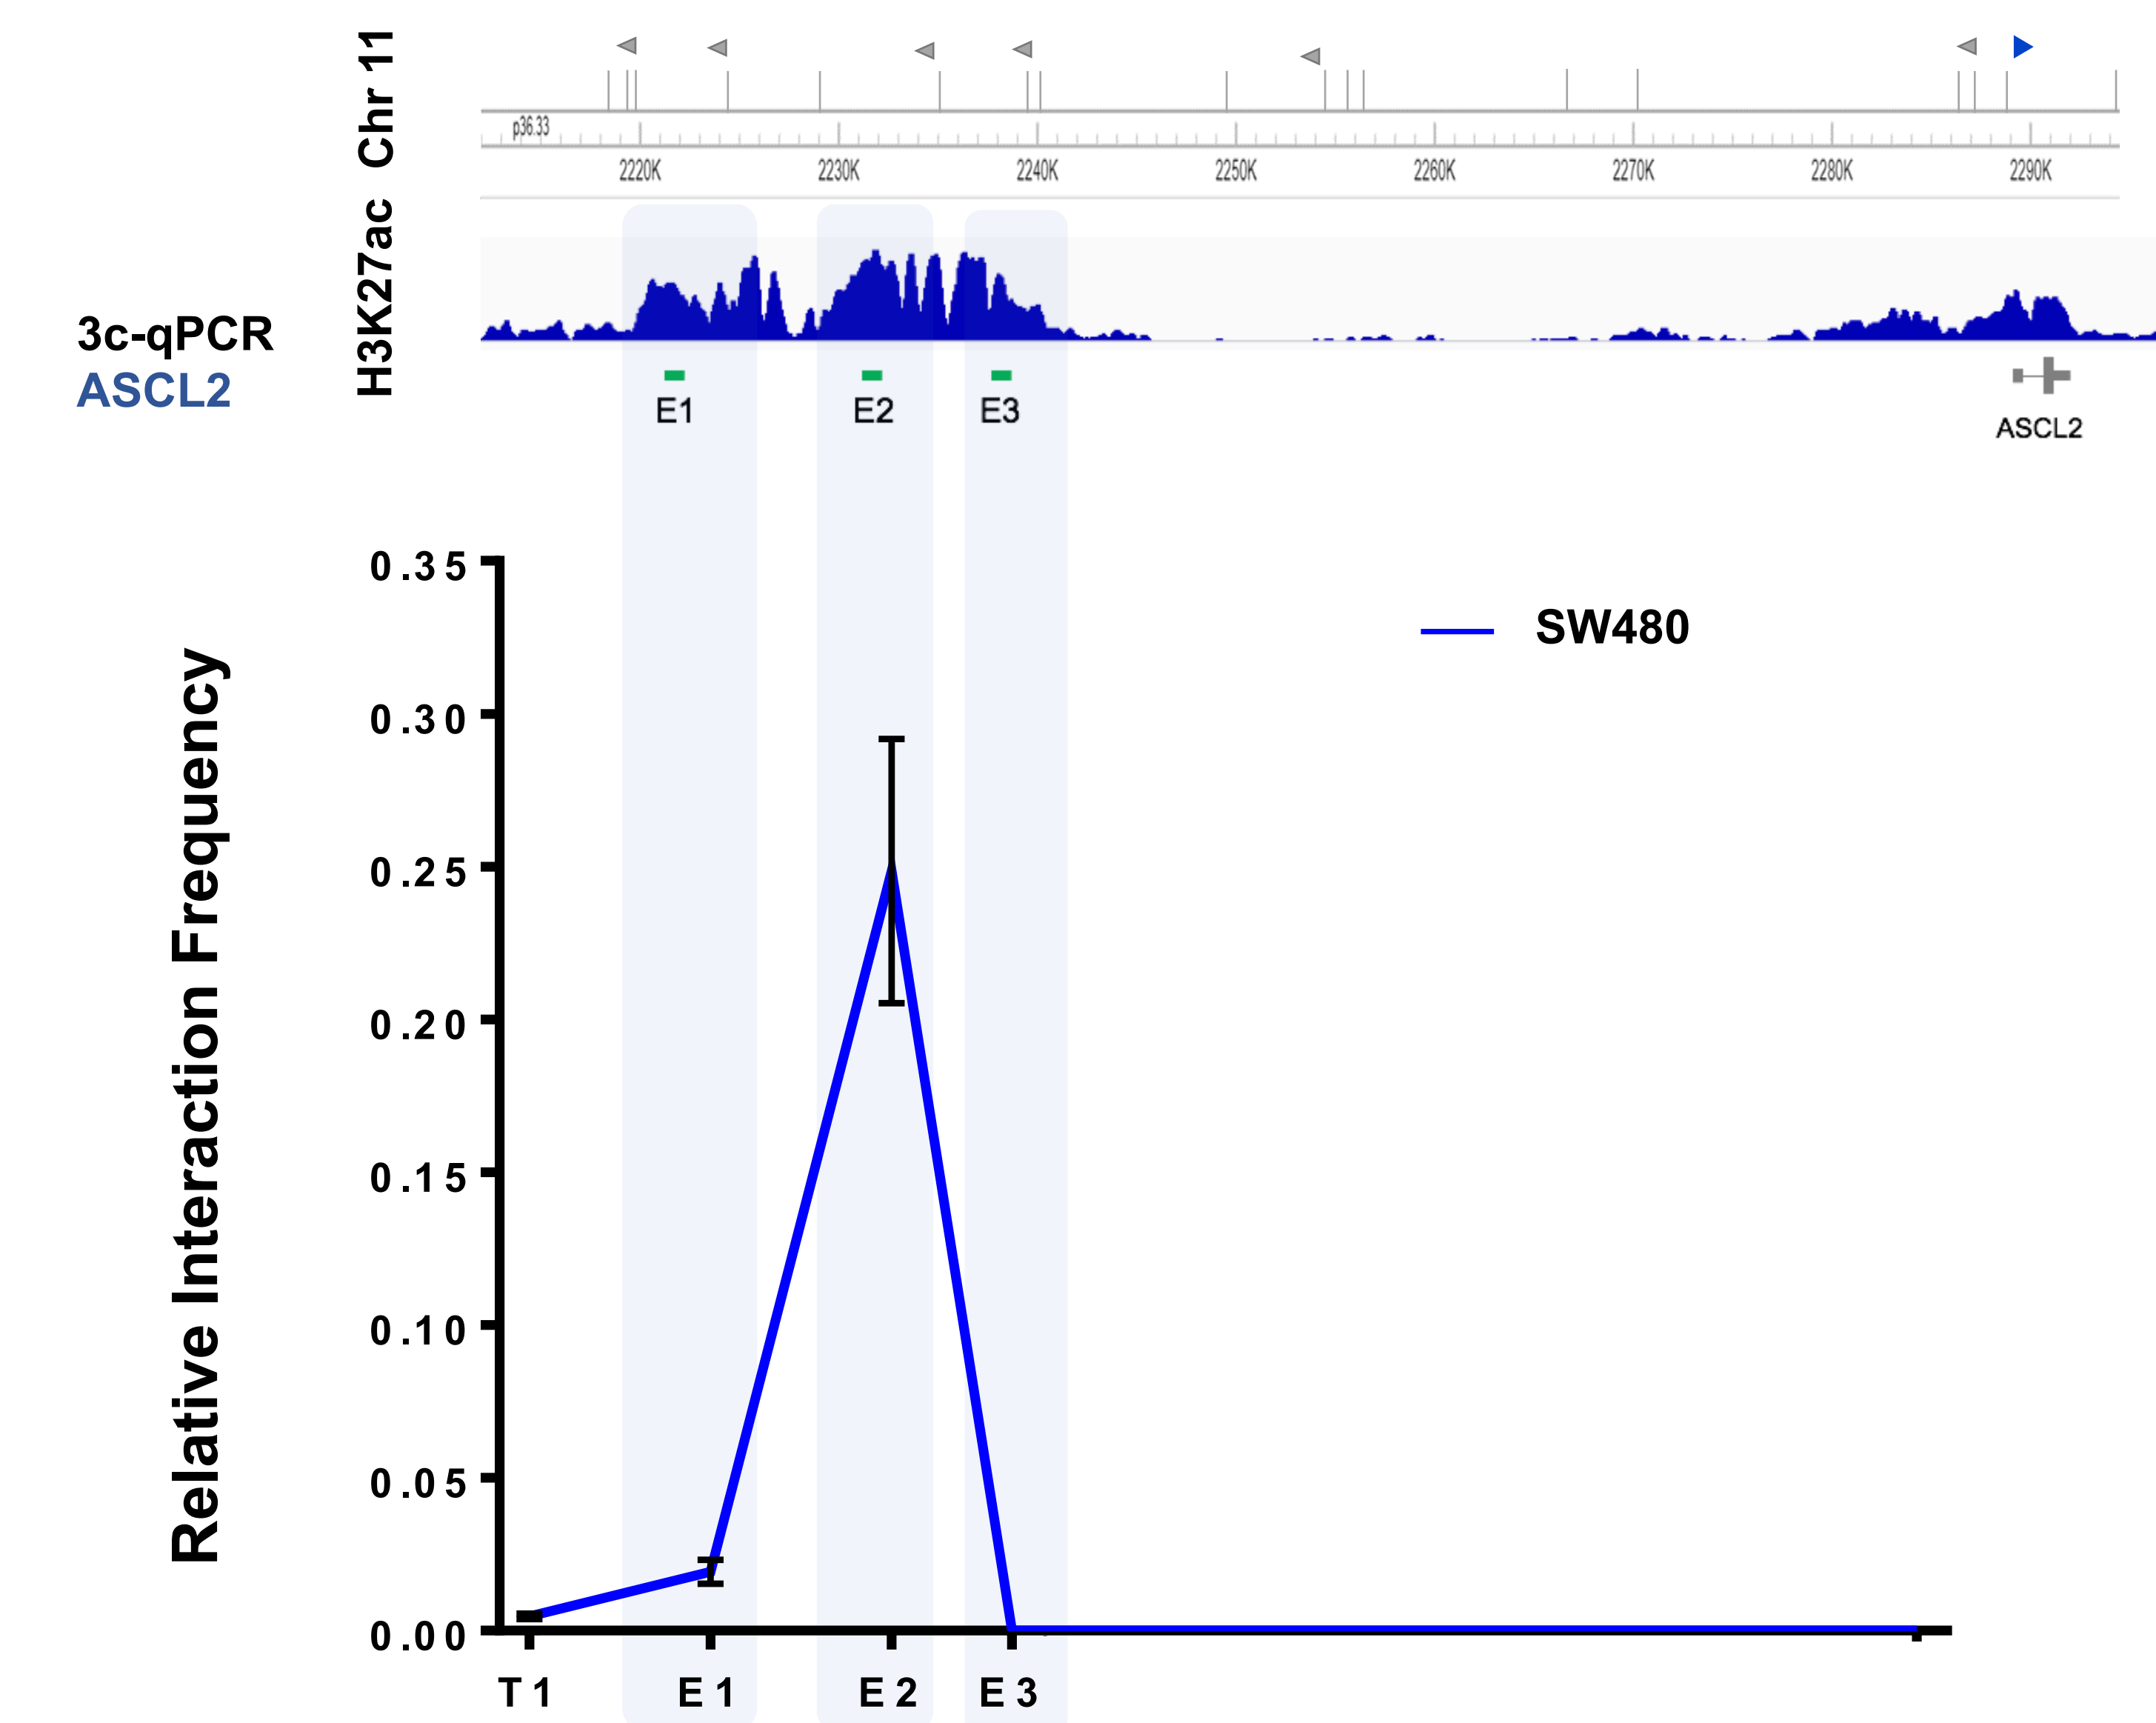 Chr 11
p36.33
2220K 2230K 2240K 2250K 2260K 2270K 2280K 2290K
H3K27ac
3c-qPCR
ASCL2
E1 E2 E3
ASCL2
SW480
Relative Interaction Frequency
0.35
0.30
0.25
0.20
0.15
0.10
0.05
0.00
T1 E1 E2 E3